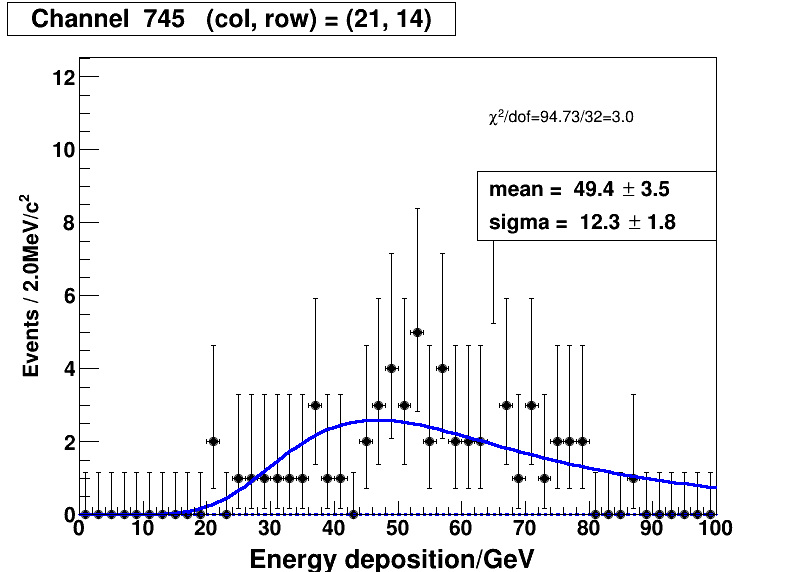 Channel  745   (col, row) = (21, 14)
χ²/dof=94.73/32=3.0
mean =  49.4 ± 3.5
sigma =  12.3 ± 1.8
Events / 2.0MeV/c²
12
10
8
6
4
2
0
0 10 20 30 40 50 60 70 80 90 100
Energy deposition/GeV